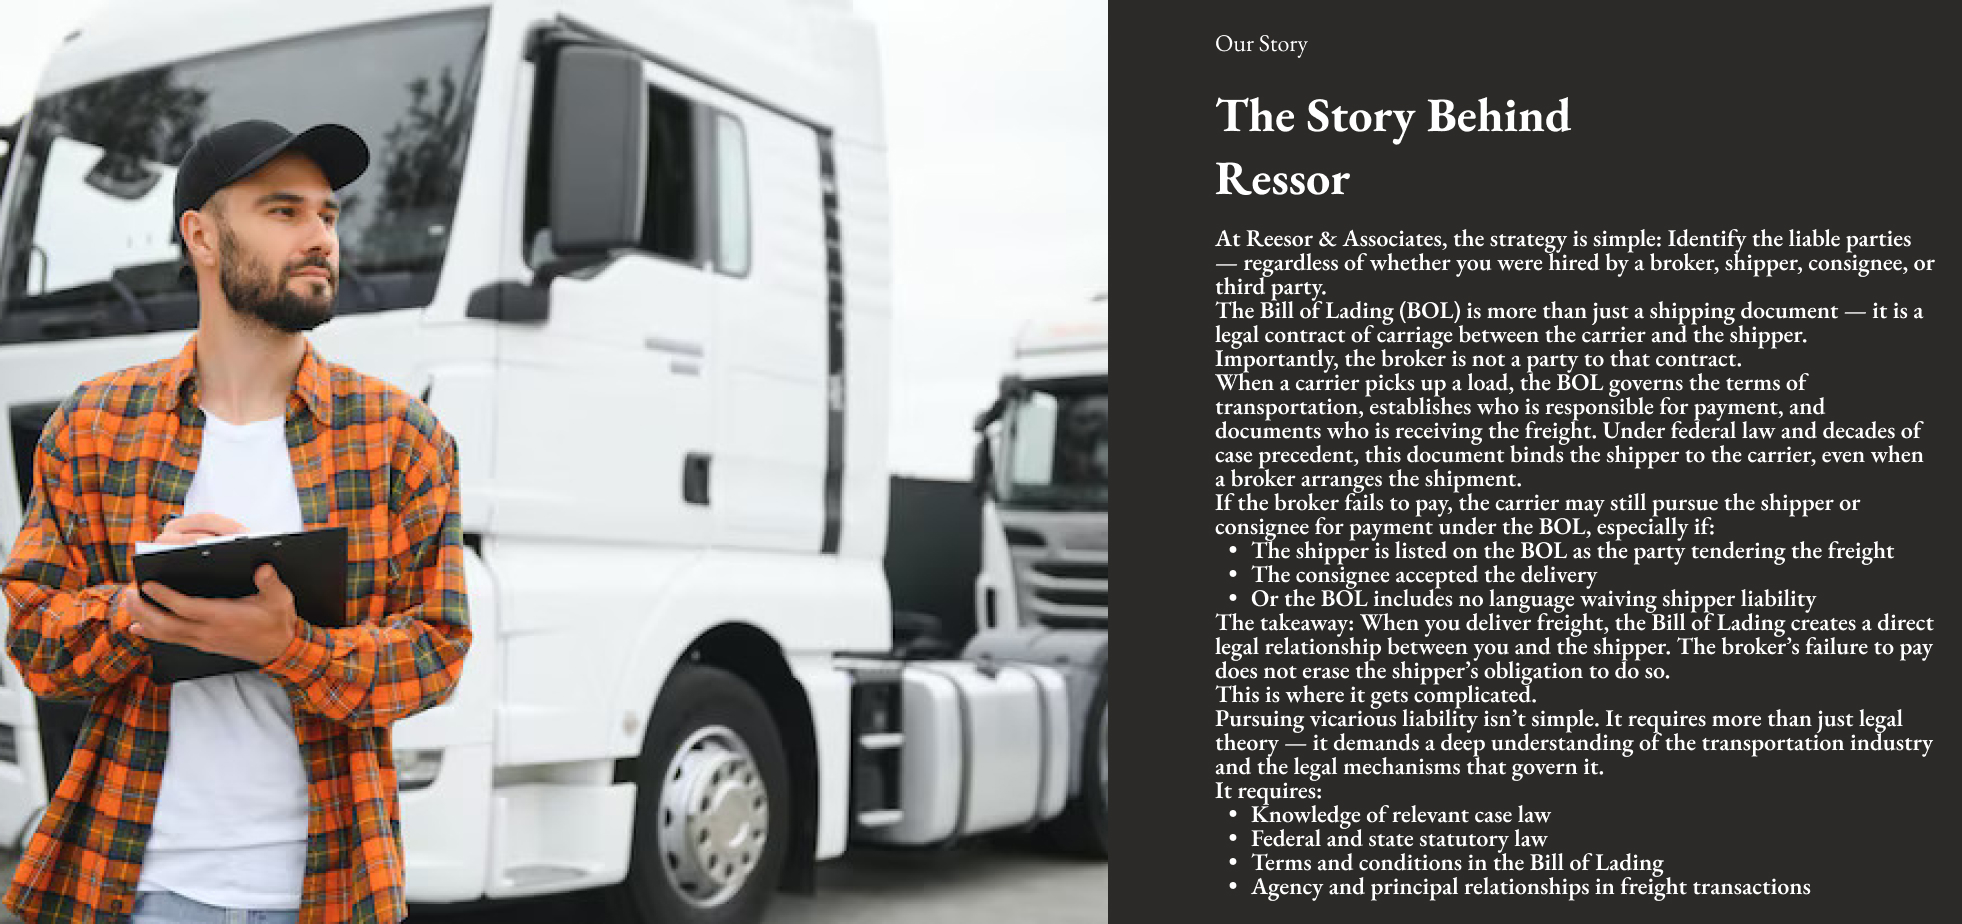 Our Story
The Story Behind
Ressor
At Reesor & Associates, the strategy is simple: Identify the liable parties
— regardless of whether you were hired by a broker, shipper, consignee, or
third party.
The Bill of Lading (BOL) is more than just a shipping document — it is a
legal contract of carriage between the carrier and the shipper.
Importantly, the broker is not a party to that contract.
When a carrier picks up a load, the BOL governs the terms of
transportation, establishes who is responsible for payment, and
documents who is receiving the freight. Under federal law and decades of
case precedent, this document binds the shipper to the carrier, even when
a broker arranges the shipment.
If the broker fails to pay, the carrier may still pursue the shipper or
consignee for payment under the BOL, especially if:
• The shipper is listed on the BOL as the party tendering the freight
• The consignee accepted the delivery
• Or the BOL includes no language waiving shipper liability
The takeaway: When you deliver freight, the Bill of Lading creates a direct
legal relationship between you and the shipper. The broker’s failure to pay
does not erase the shipper’s obligation to do so.
This is where it gets complicated.
Pursuing vicarious liability isn’t simple. It requires more than just legal
theory — it demands a deep understanding of the transportation industry
and the legal mechanisms that govern it.
It requires:
• Knowledge of relevant case law
• Federal and state statutory law
• Terms and conditions in the Bill of Lading
• Agency and principal relationships in freight transactions